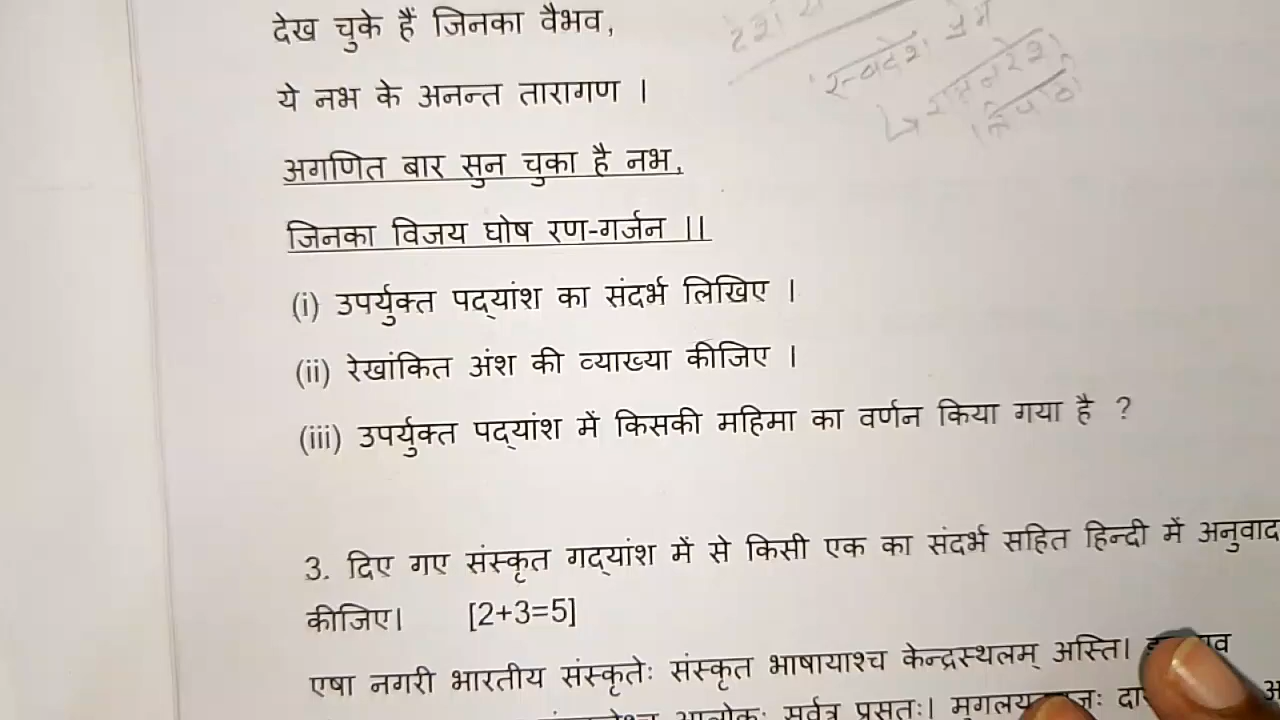 देख चुके हैं जिनका वैभव,
ये नभ के अनन्त तारागण ।
अगणित बार सुन चुका है नभ,
जिनका विजय घोष रण-गर्जन ।।
(i) उपर्युक्त पद्यांश का संदर्भ लिखिए ।
(ii) रेखांकित अंश की व्याख्या कीजिए ।
(iii) उपर्युक्त पद्यांश में किसकी महिमा का वर्णन किया गया है ?
3. दिए गए संस्कृत गद्यांश में से किसी एक का संदर्भ सहित हिन्दी में अनुवाद
कीजिए। [2+3=5]
एषा नगरी भारतीय संस्कृतेः संस्कृत भाषायाश्च केन्द्रस्थलम् अस्ति।
आलोकः सर्वत्र प्रसृतः।